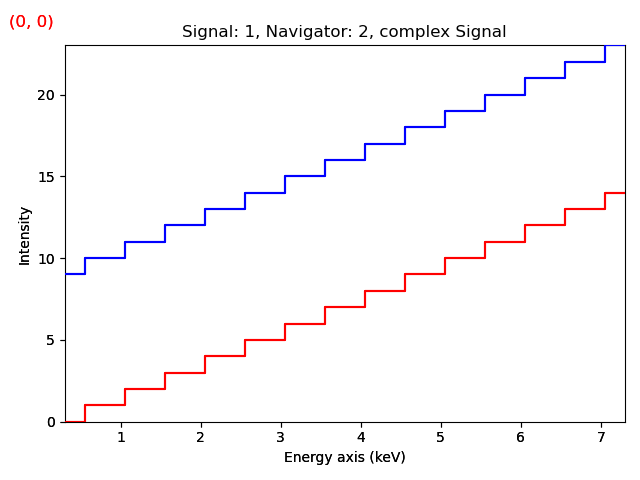 (0, 0)
Signal: 1, Navigator: 2, complex Signal
20
15
10
5
0
Intensity
1 2 3 4 5 6 7
Energy axis (keV)